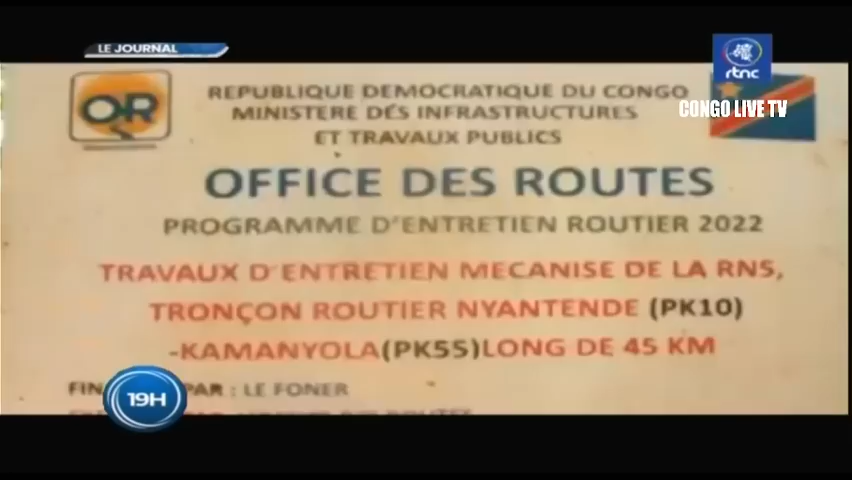 LE JOURNAL
rtnc
CONGO LIVE TV
OR
REPUBLIQUE DEMOCRATIQUE DU CONGO
MINISTERE DES INFRASTRUCTURES
ET TRAVAUX PUBLICS
OFFICE DES ROUTES
PROGRAMME D'ENTRETIEN ROUTIER 2022
TRAVAUX D'ENTRETIEN MECANISE DE LA RN5,
TRONÇON ROUTIER NYANTENDE (PK10)
-KAMANYOLA(PK55)LONG DE 45 KM
PAR : LE FONER
19H